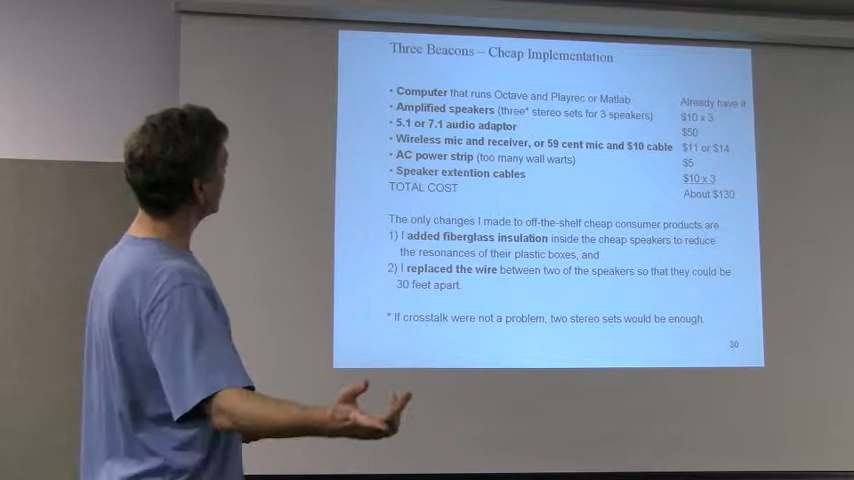 Three Beacons – Cheap Implementation
• Computer that runs Octave and Playrec or Matlab Already have it
• Amplified speakers (three* stereo sets for 3 speakers) $10 x 3
• 5.1 or 7.1 audio adaptor $50
• Wireless mic and receiver, or 59 cent mic and $10 cable $11 or $14
• AC power strip (too many wall warts) $5
• Speaker extention cables $10 x 3
TOTAL COST About $130
The only changes I made to off-the-shelf cheap consumer products are
1) I added fiberglass insulation inside the cheap speakers to reduce
the resonances of their plastic boxes, and
2) I replaced the wire between two of the speakers so that they could be
30 feet apart.
* If crosstalk were not a problem, two stereo sets would be enough.
30